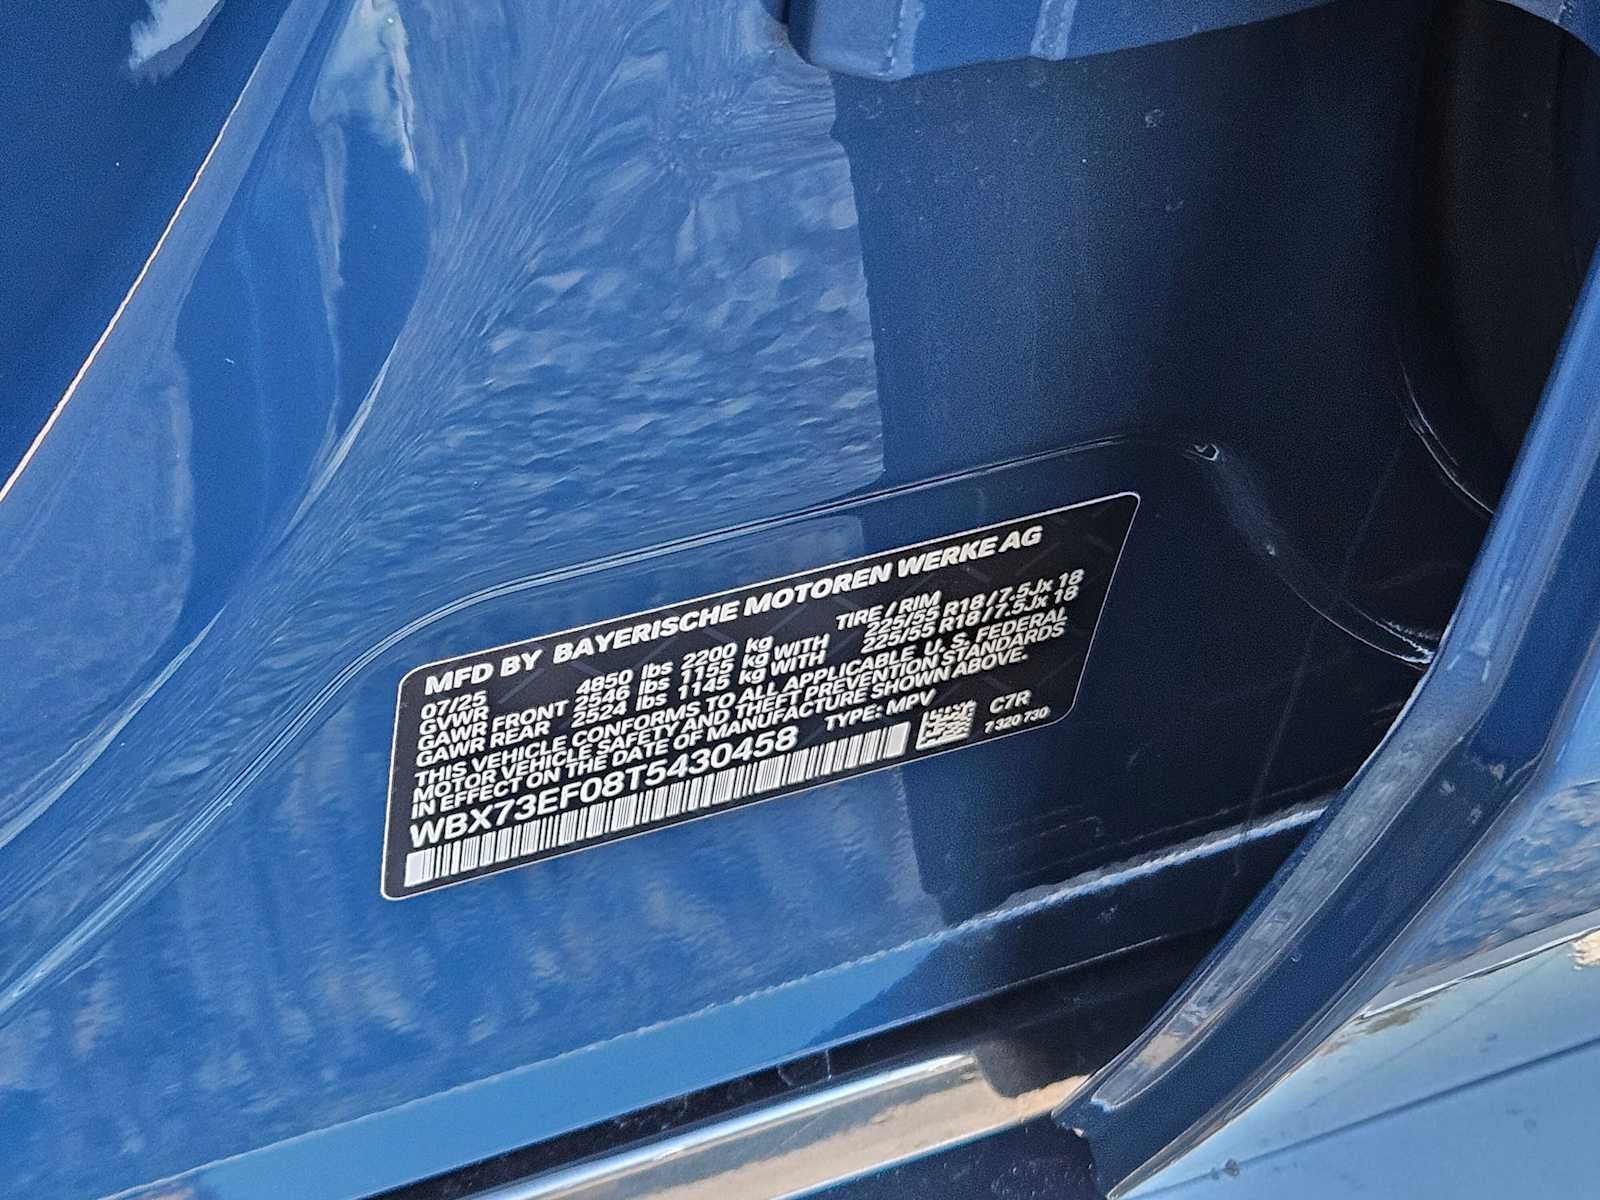 MFD BY BAYERISCHE MOTOREN WERKE AG
07/25 TIRE / RIM
GVWR 4850 lbs 2200 kg
GAWR FRONT 2546 lbs 1155 kg WITH 225/55 R18 / 7.5Jx 18
GAWR REAR 2524 lbs 1145 kg WITH 225/55 R18 / 7.5Jx 18
THIS VEHICLE CONFORMS TO ALL APPLICABLE U. S. FEDERAL
MOTOR VEHICLE SAFETY AND THEFT PREVENTION STANDARDS
IN EFFECT ON THE DATE OF MANUFACTURE SHOWN ABOVE.
WBX73EF08T5430458 TYPE: MPV C7R
7 320 730